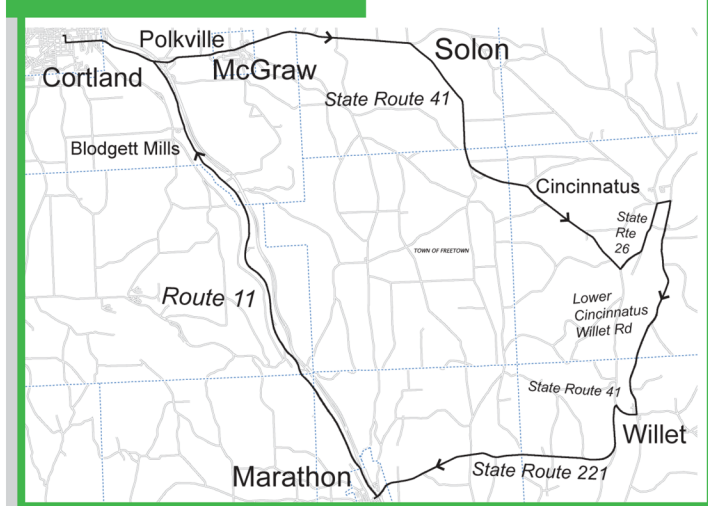 Polkville
Solon
Cortland
McGraw
State Route 41
Blodgett Mills
Cincinnatus
State
Rte
26
TOWN OF FREETOWN
Route 11
Lower
Cincinnatus
Willet Rd
State Route 41
Willet
Marathon
State Route 221